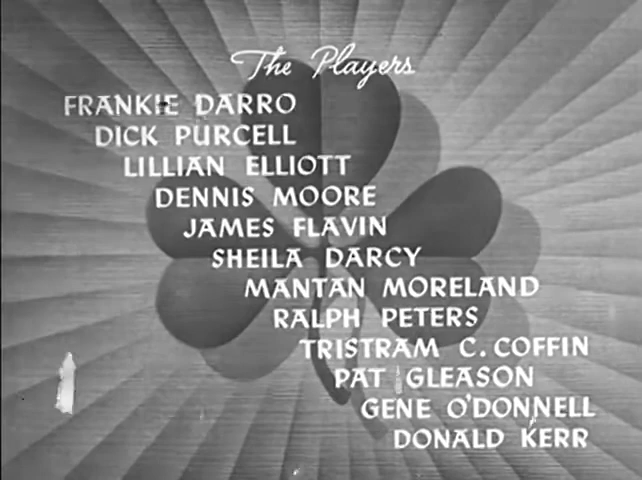 The Players
FRANKIE DARRO
DICK PURCELL
LILLIAN ELLIOTT
DENNIS MOORE
JAMES FLAVIN
SHEILA DARCY
MANTAN MORELAND
RALPH PETERS
TRISTRAM C. COFFIN
PAT GLEASON
GENE O'DONNELL
DONALD KERR